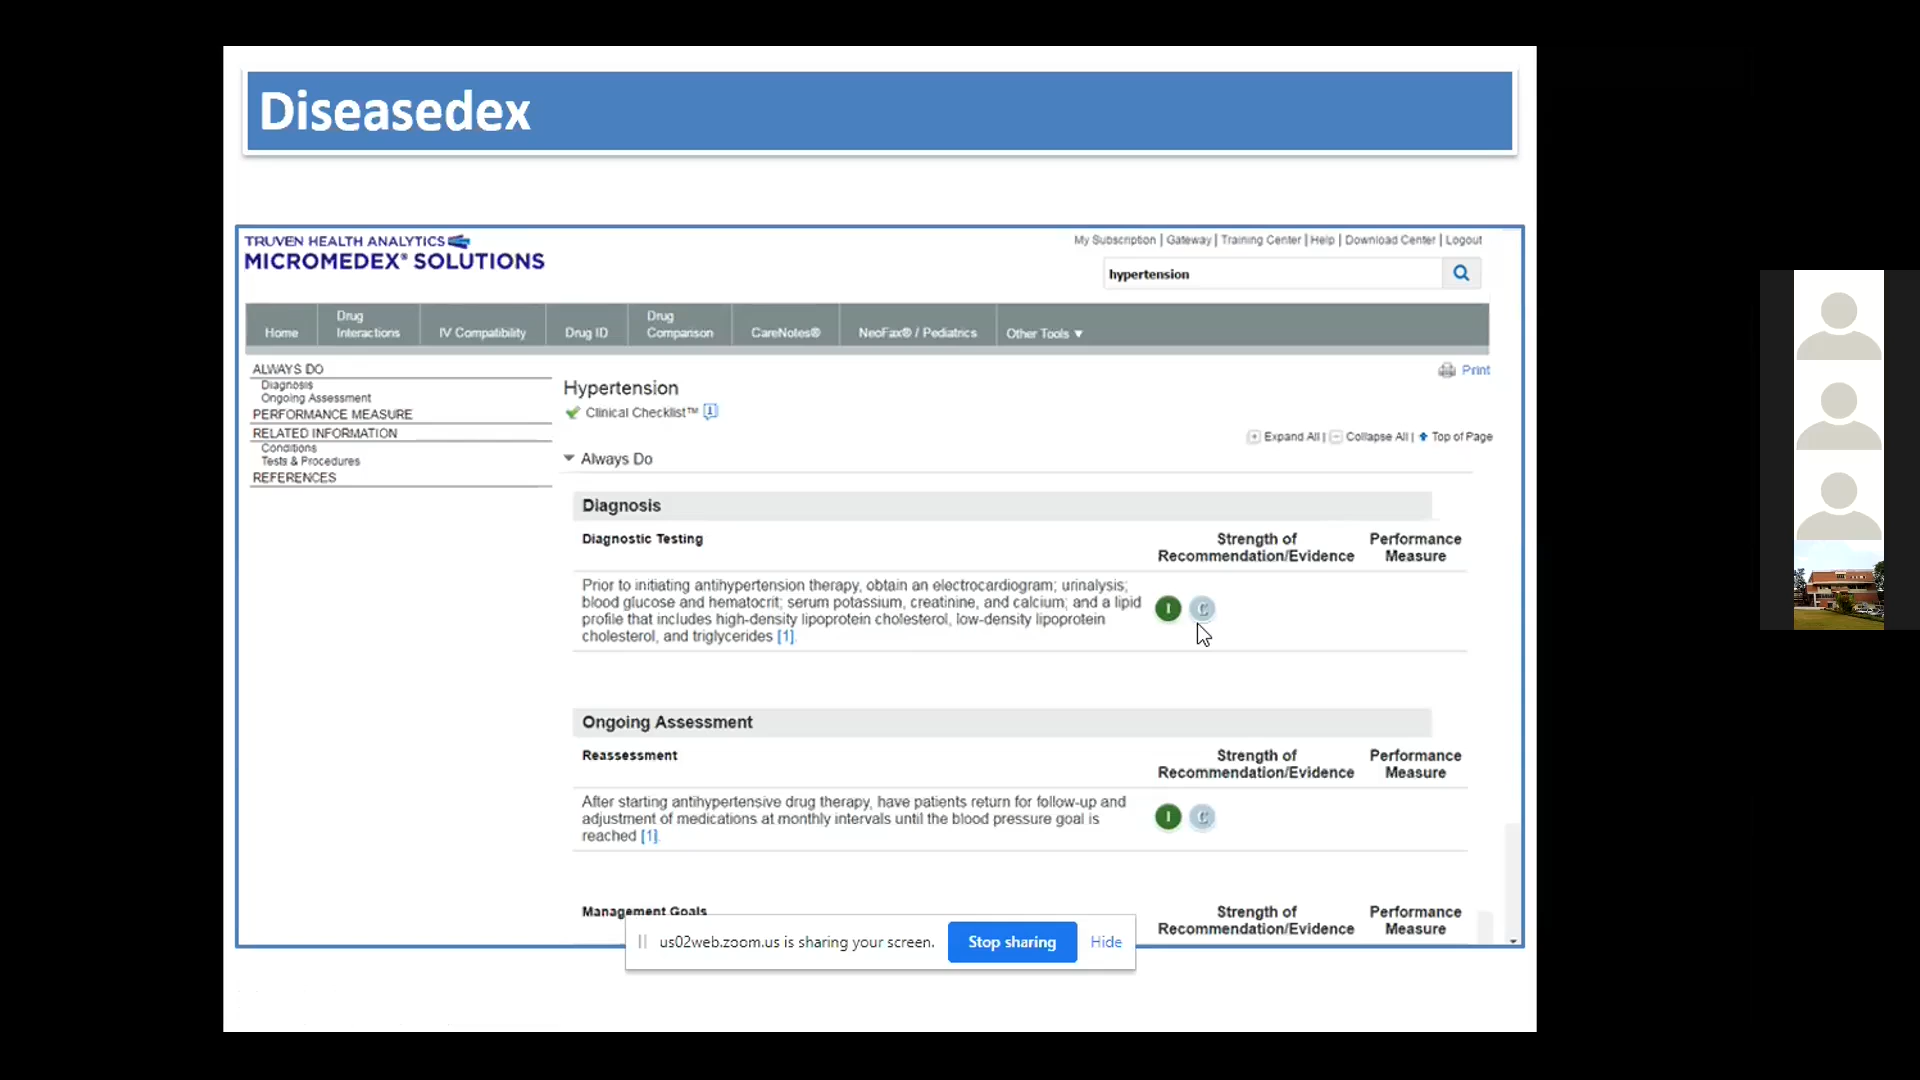 Diseasedex
TRUVEN HEALTH ANALYTICS
MICROMEDEX® SOLUTIONS
My Subscription | Gateway | Training Center | Help | Download Center | Logout
hypertension
Home
Drug
Interactions
IV Compatibility
Drug ID
Drug
Comparison
CareNotes®
NeoFax® / Pediatrics
Other Tools ▼
ALWAYS DO
Diagnosis
Ongoing Assessment
PERFORMANCE MEASURE
RELATED INFORMATION
Conditions
Tests & Procedures
REFERENCES
Print
Hypertension
Clinical Checklist™
Expand All | Collapse All | Top of Page
Always Do
Diagnosis
Diagnostic Testing
Strength of
Recommendation/Evidence
Performance
Measure
Prior to initiating antihypertension therapy, obtain an electrocardiogram; urinalysis;
blood glucose and hematocrit; serum potassium, creatinine, and calcium; and a lipid
profile that includes high-density lipoprotein cholesterol, low-density lipoprotein
cholesterol, and triglycerides [1].
I C
Ongoing Assessment
Reassessment
Strength of
Recommendation/Evidence
Performance
Measure
After starting antihypertensive drug therapy, have patients return for follow-up and
adjustment of medications at monthly intervals until the blood pressure goal is
reached [1].
I C
Management Goals
Strength of
Recommendation/Evidence
Performance
Measure
us02web.zoom.us is sharing your screen.
Stop sharing
Hide